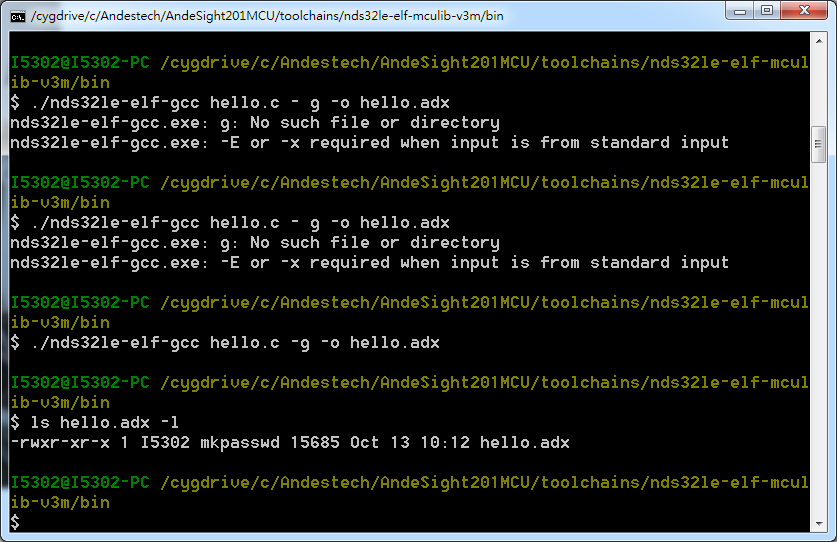 /cygdrive/c/Andestech/AndeSight201MCU/toolchains/nds32le-elf-mculib-v3m/bin
I5302@I5302-PC /cygdrive/c/Andestech/AndeSight201MCU/toolchains/nds32le-elf-mcul
ib-v3m/bin
$ ./nds32le-elf-gcc hello.c - g -o hello.adx
nds32le-elf-gcc.exe: g: No such file or directory
nds32le-elf-gcc.exe: -E or -x required when input is from standard input
I5302@I5302-PC /cygdrive/c/Andestech/AndeSight201MCU/toolchains/nds32le-elf-mcul
ib-v3m/bin
$ ./nds32le-elf-gcc hello.c - g -o hello.adx
nds32le-elf-gcc.exe: g: No such file or directory
nds32le-elf-gcc.exe: -E or -x required when input is from standard input
I5302@I5302-PC /cygdrive/c/Andestech/AndeSight201MCU/toolchains/nds32le-elf-mcul
ib-v3m/bin
$ ./nds32le-elf-gcc hello.c -g -o hello.adx
I5302@I5302-PC /cygdrive/c/Andestech/AndeSight201MCU/toolchains/nds32le-elf-mcul
ib-v3m/bin
$ ls hello.adx -l
-rwxr-xr-x 1 I5302 mkpasswd 15685 Oct 13 10:12 hello.adx
I5302@I5302-PC /cygdrive/c/Andestech/AndeSight201MCU/toolchains/nds32le-elf-mcul
ib-v3m/bin
$